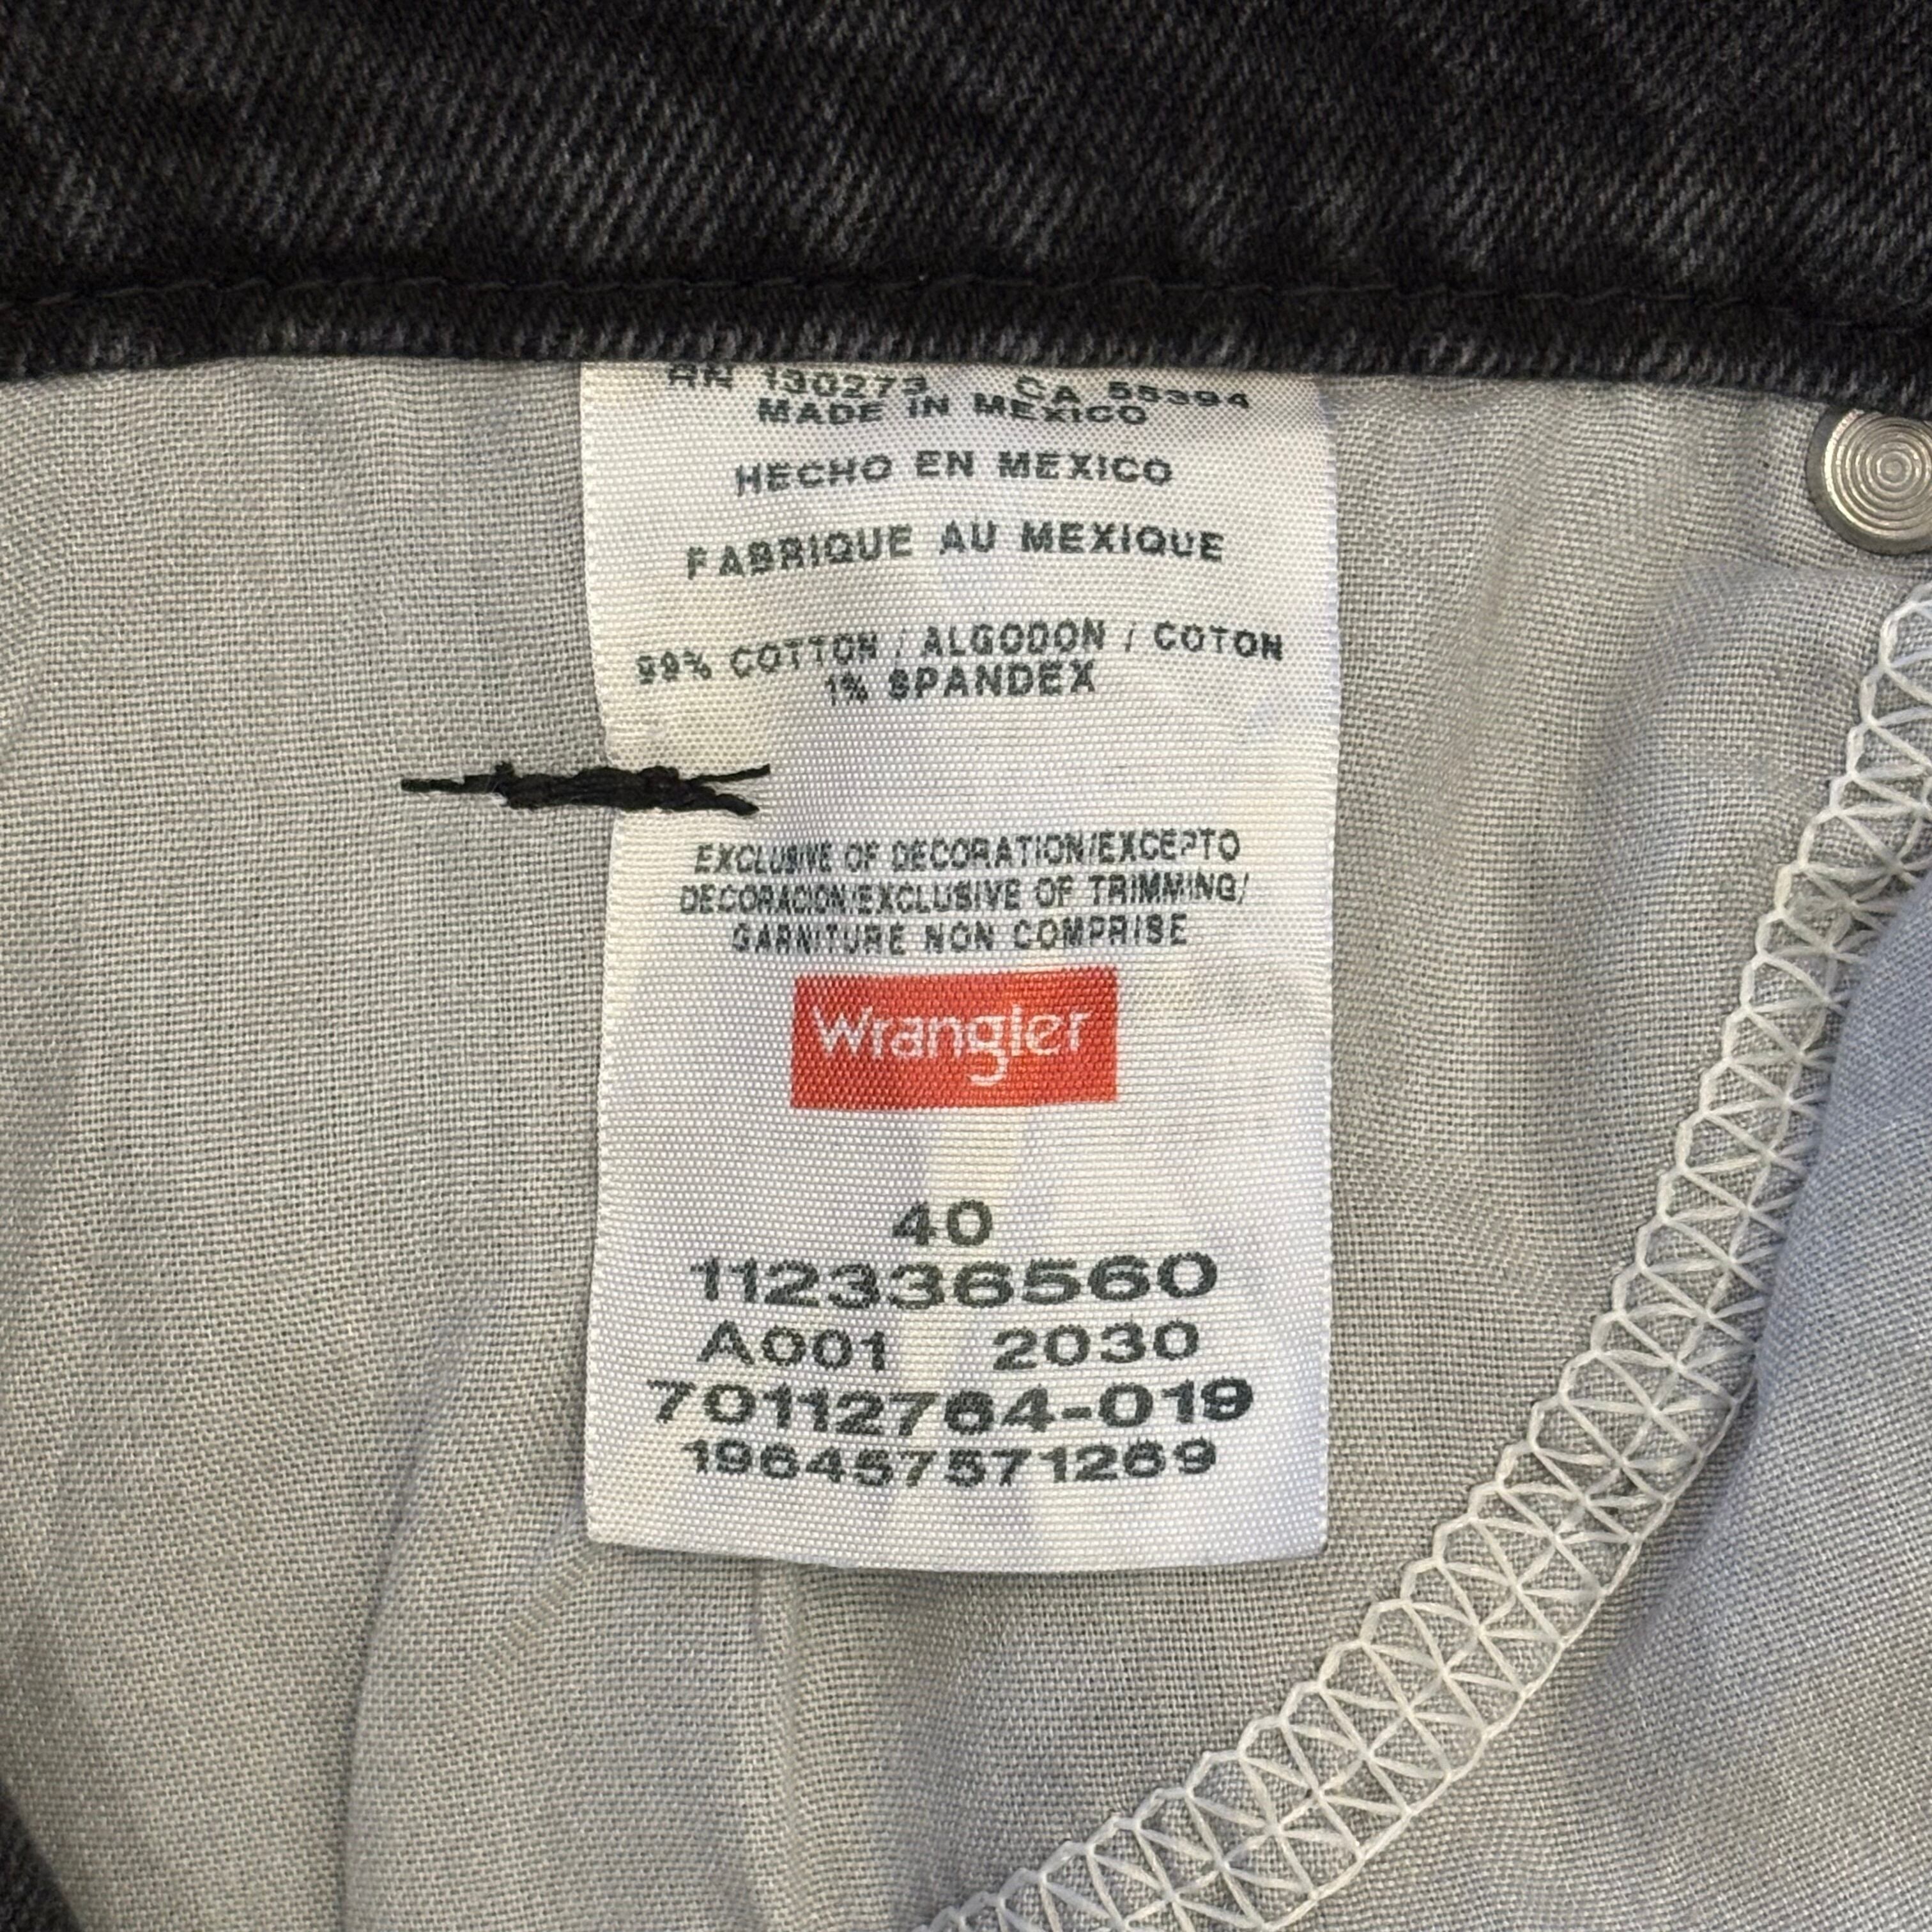 RN 130273 CA 55394
MADE IN MEXICO
HECHO EN MEXICO
FABRIQUE AU MEXIQUE
99% COTTON / ALGODON / COTON
1% SPANDEX
EXCLUSIVE OF DECORATION/EXCEPTO
DECORACION/EXCLUSIVE OF TRIMMING/
GARNITURE NON COMPRISE
Wrangler
40
112336560
A001 2030
70112764-019
196457571269